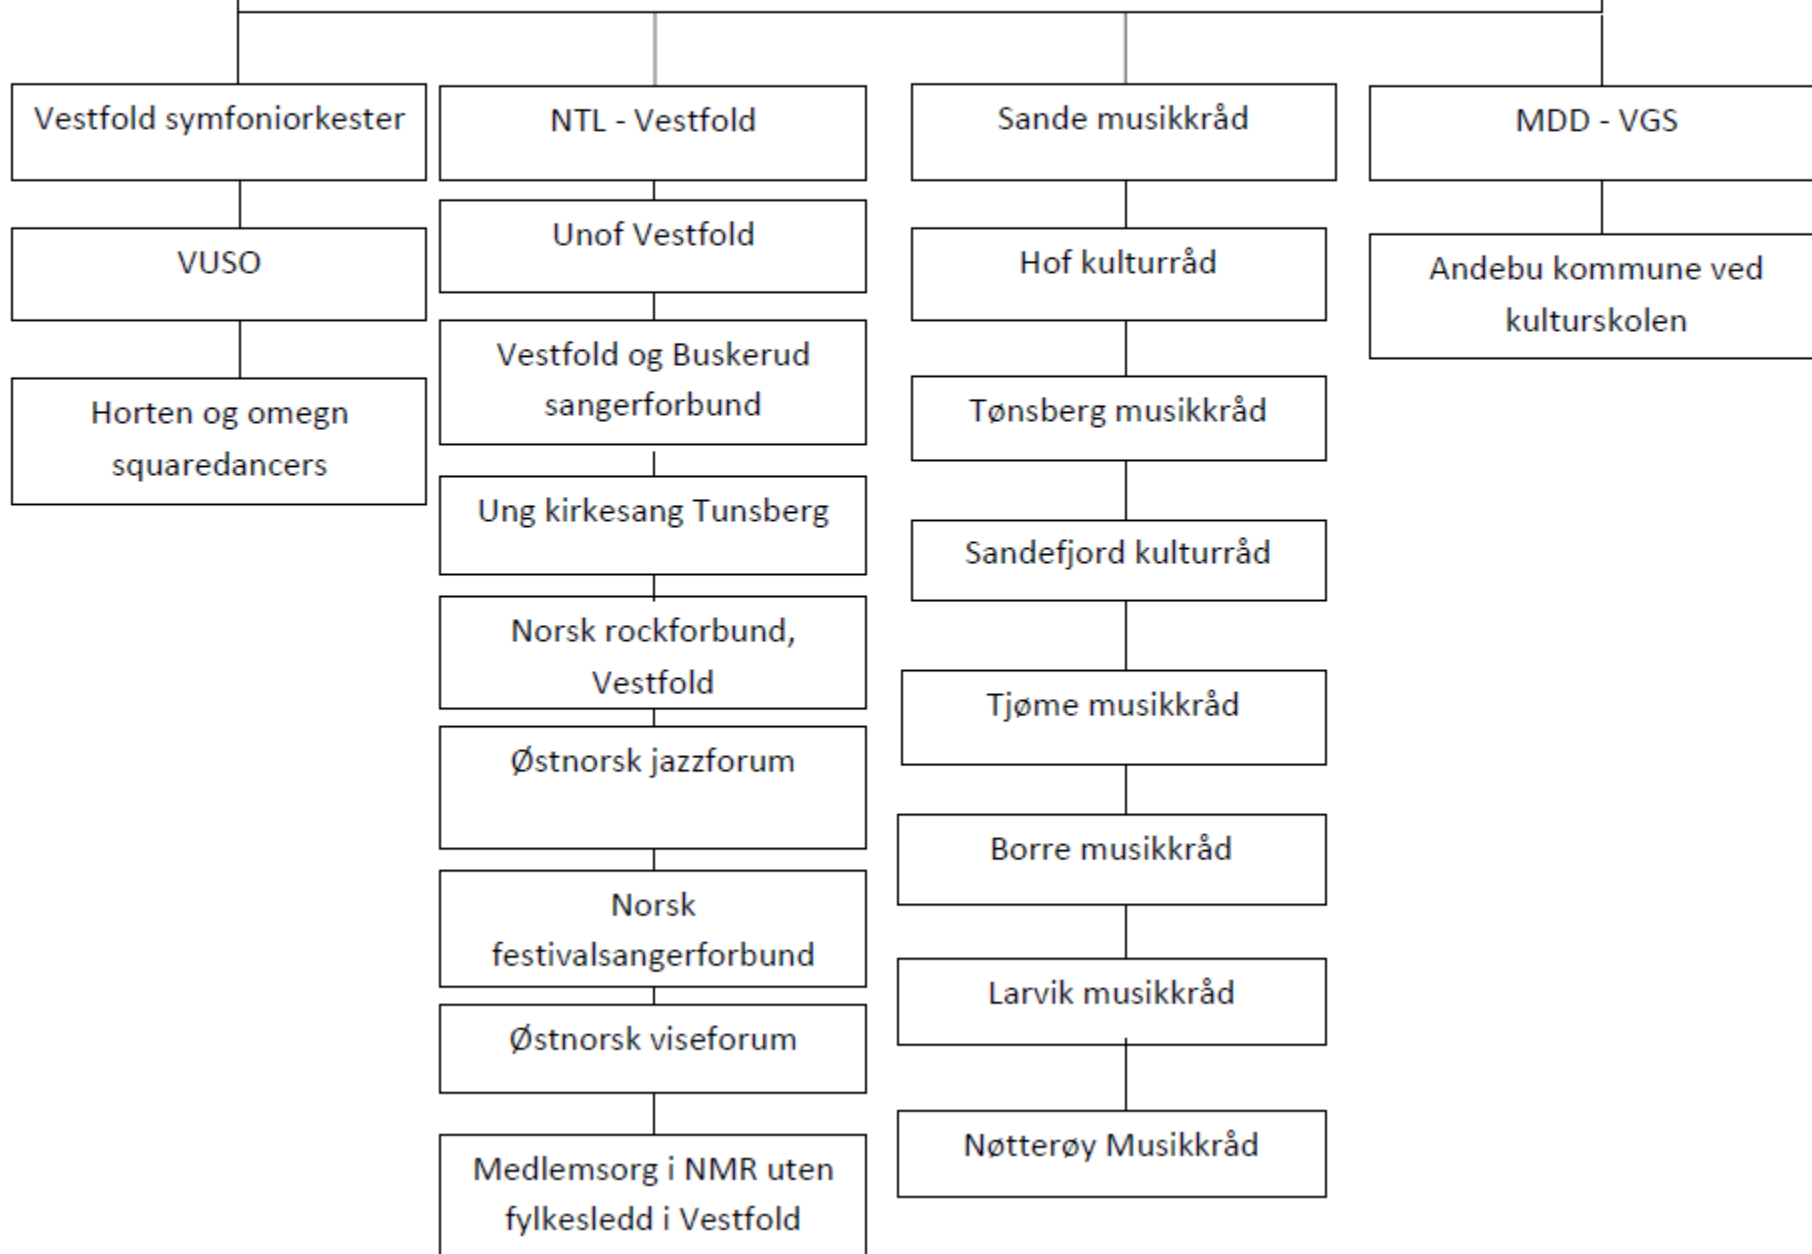 Vestfold symfoniorkester
VUSO
Horten og omegn
squaredancers
NTL - Vestfold
Unof Vestfold
Vestfold og Buskerud
sangerforbund
Ung kirkesang Tunsberg
Norsk rockforbund,
Vestfold
Østnorsk jazzforum
Norsk
festivalsangerforbund
Østnorsk viseforum
Medlemsorg i NMR uten
fylkesledd i Vestfold
Sande musikkråd
Hof kulturråd
Tønsberg musikkråd
Sandefjord kulturråd
Tjøme musikkråd
Borre musikkråd
Larvik musikkråd
Nøtterøy Musikkråd
MDD - VGS
Andebu kommune ved
kulturskolen